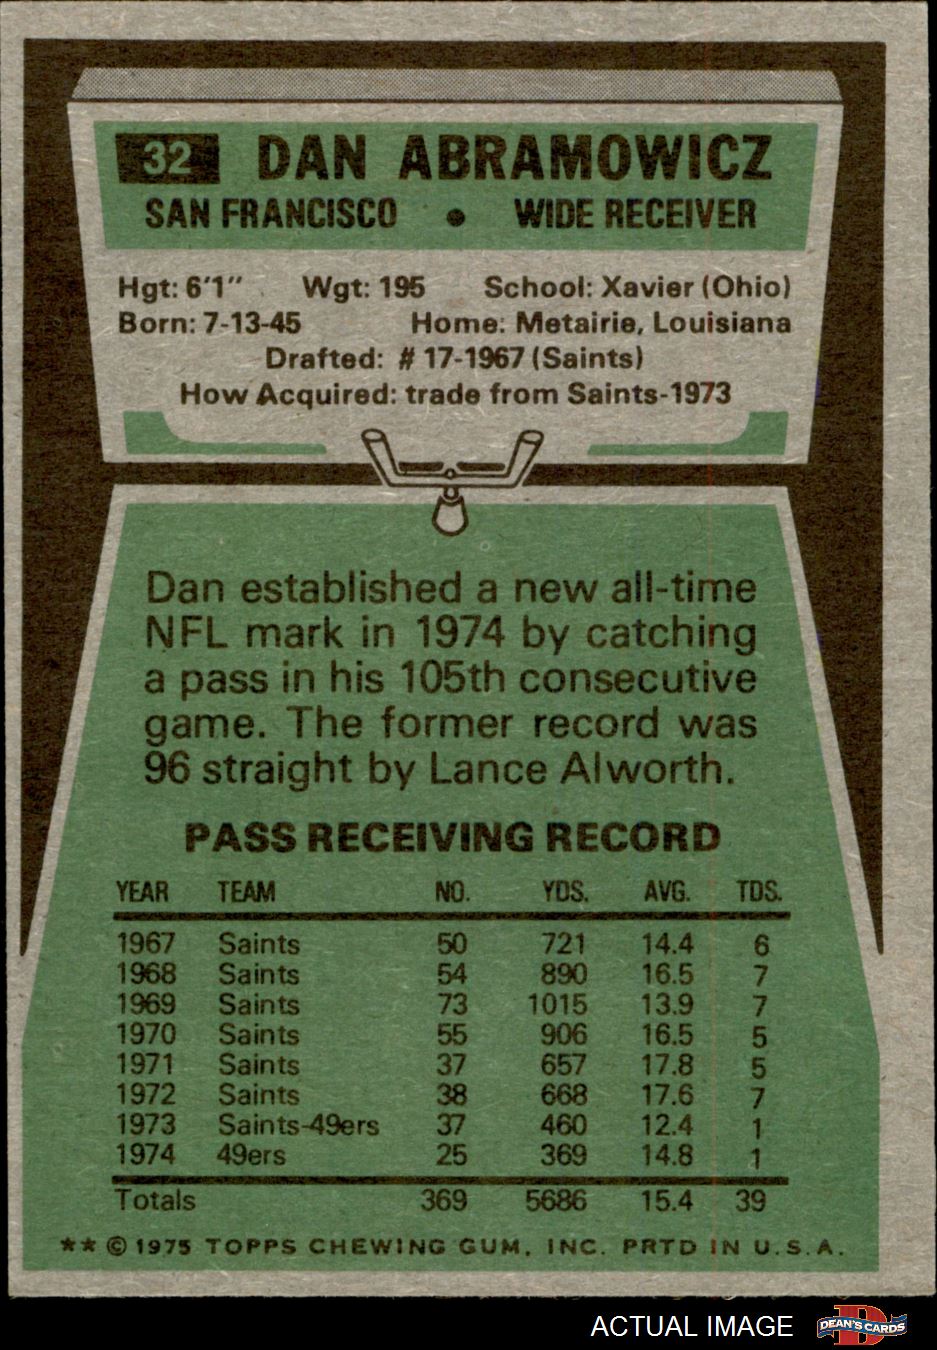 32 DAN ABRAMOWICZ
SAN FRANCISCO • WIDE RECEIVER
Hgt: 6'1" Wgt: 195 School: Xavier (Ohio)
Born: 7-13-45 Home: Metairie, Louisiana
Drafted: # 17-1967 (Saints)
How Acquired: trade from Saints-1973
Dan established a new all-time
NFL mark in 1974 by catching
a pass in his 105th consecutive
game. The former record was
96 straight by Lance Alworth.
PASS RECEIVING RECORD
YEAR TEAM NO. YDS. AVG. TDS.
1967 Saints 50 721 14.4 6
1968 Saints 54 890 16.5 7
1969 Saints 73 1015 13.9 7
1970 Saints 55 906 16.5 5
1971 Saints 37 657 17.8 5
1972 Saints 38 668 17.6 7
1973 Saints-49ers 37 460 12.4 1
1974 49ers 25 369 14.8 1
Totals 369 5686 15.4 39
** © 1975 TOPPS CHEWING GUM, INC. PRTD IN U.S.A.
ACTUAL IMAGE DEAN'S CARDS